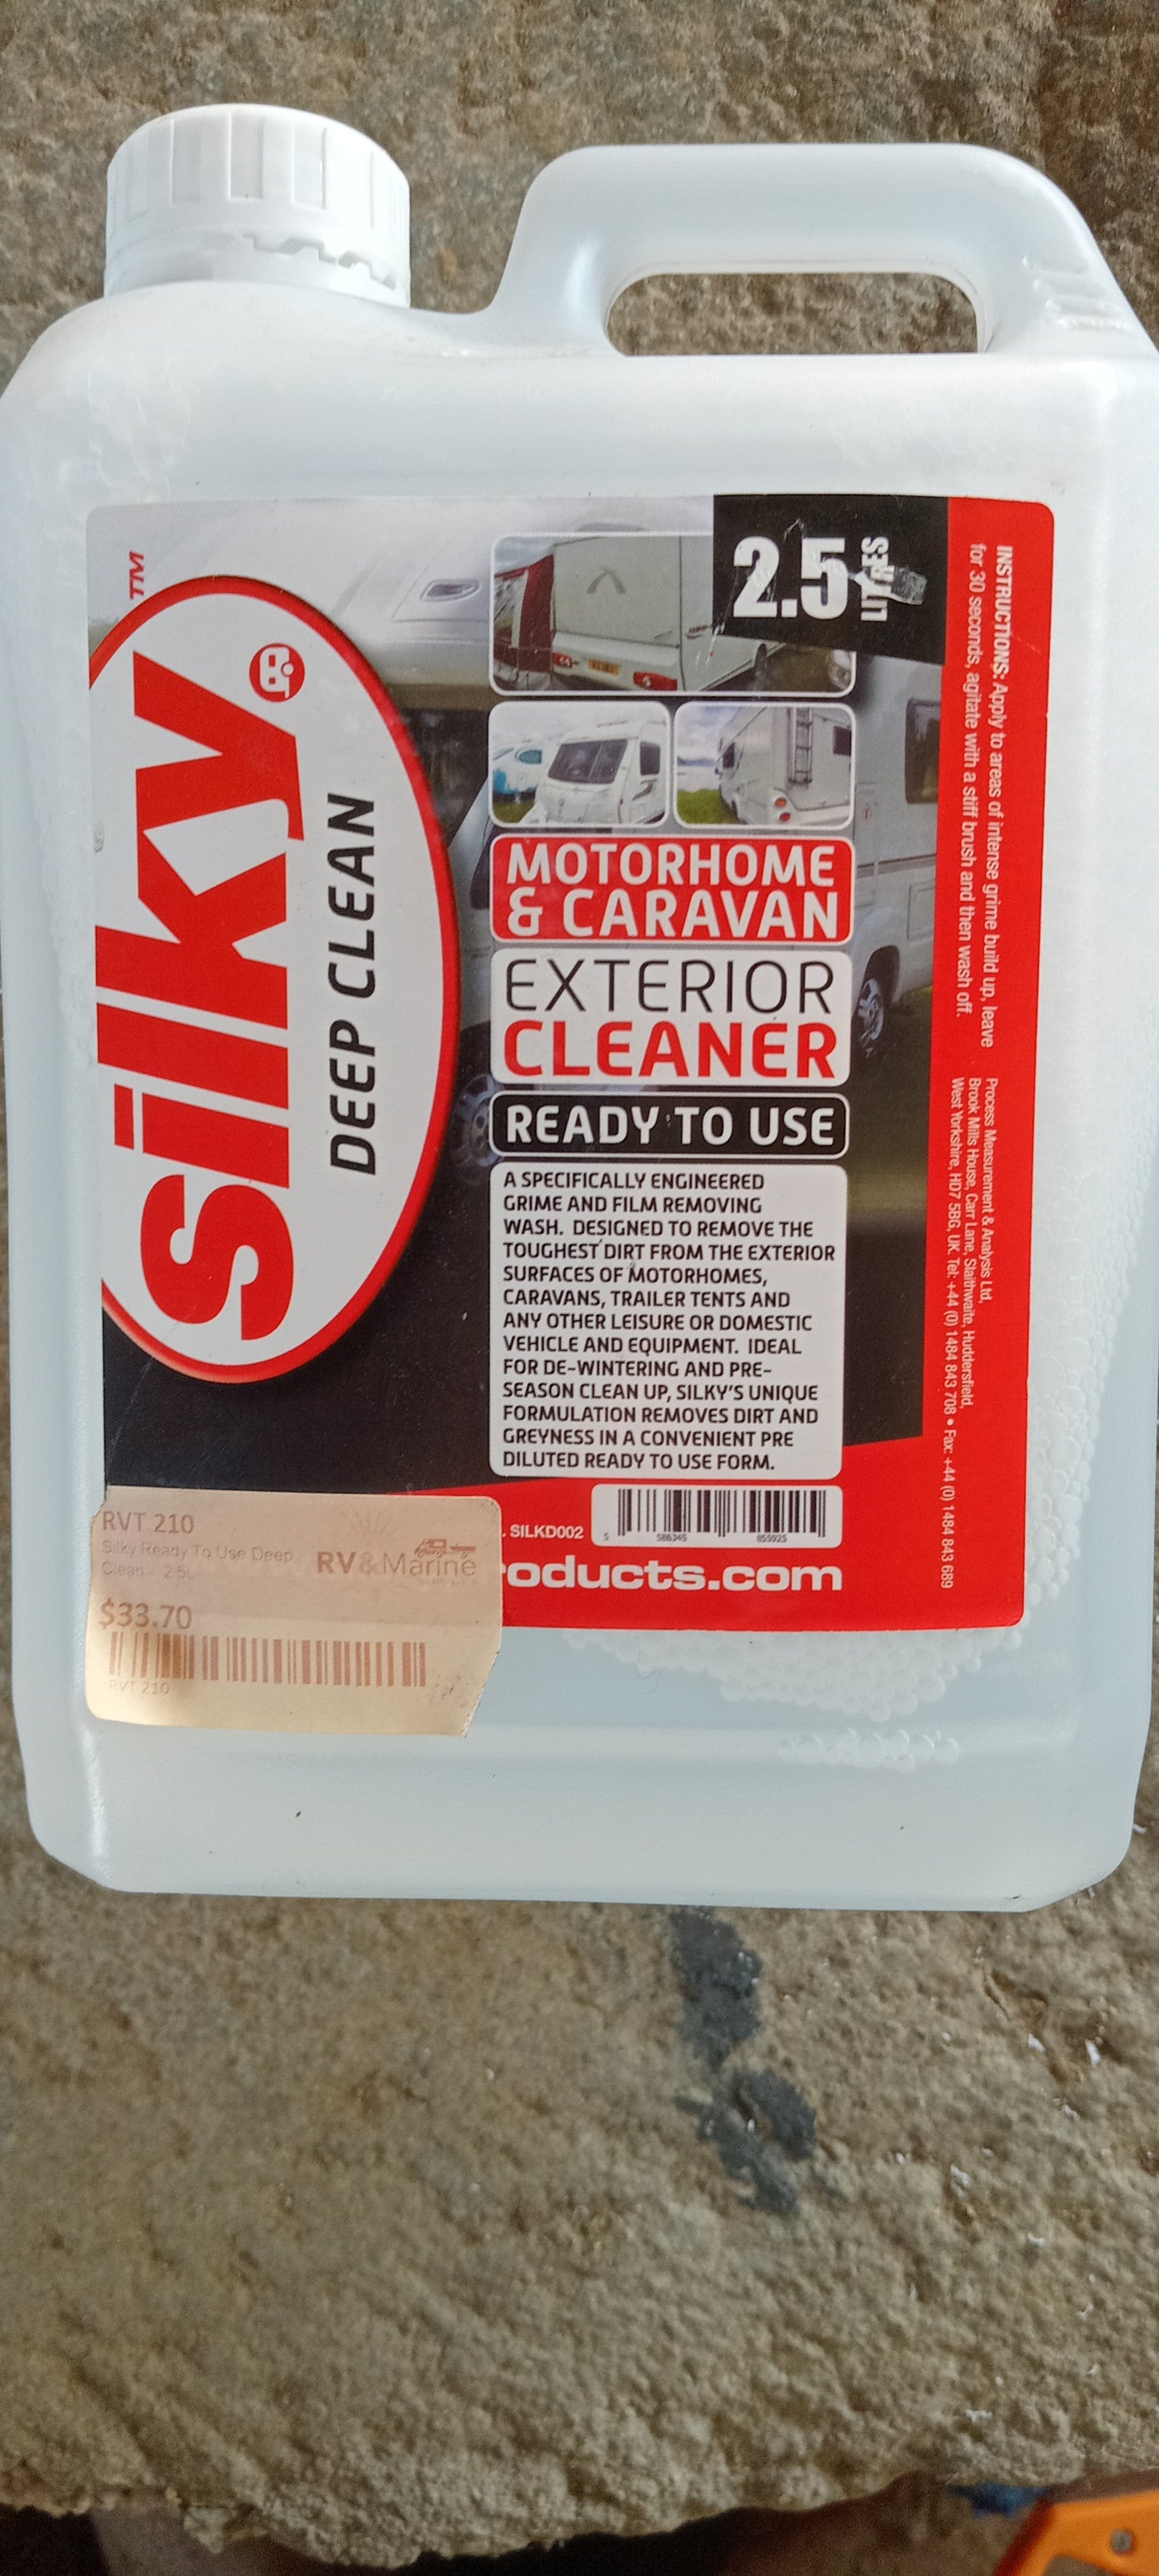 silky™
DEEP CLEAN
2.5
LITRES
MOTORHOME
& CARAVAN
EXTERIOR
CLEANER
READY TO USE
A SPECIFICALLY ENGINEERED
GRIME AND FILM REMOVING
WASH. DESIGNED TO REMOVE THE
TOUGHEST DIRT FROM THE EXTERIOR
SURFACES OF MOTORHOMES,
CARAVANS, TRAILER TENTS AND
ANY OTHER LEISURE OR DOMESTIC
VEHICLE AND EQUIPMENT. IDEAL
FOR DE-WINTERING AND PRE-
SEASON CLEAN UP, SILKY'S UNIQUE
FORMULATION REMOVES DIRT AND
GREYNESS IN A CONVENIENT PRE
DILUTED READY TO USE FORM.
. SILKD002
5 060345 855925
roducts.com
INSTRUCTIONS: Apply to areas of intense grime build up, leave
for 30 seconds, agitate with a stiff brush and then wash off.
Process Measurement & Analysis Ltd,
Brook Mills House, Carr Lane, Slaithwaite, Huddersfield,
West Yorkshire, HD7 5BG, UK. Tel: +44 (0) 1484 843 708 • Fax: +44 (0) 1484 843 689
RVT 210
Silky Ready To Use Deep
Clean - 2.5L
RV&Marine
$33.70
RVT 210